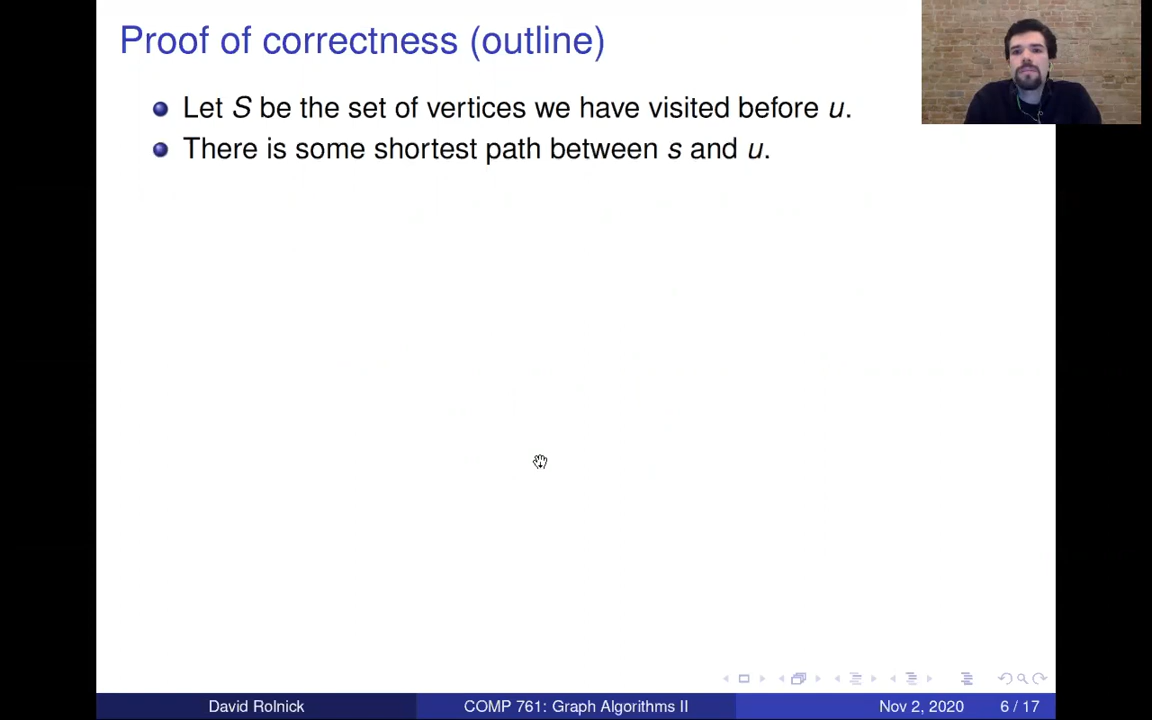 Proof of correctness (outline)
Let S be the set of vertices we have visited before u.
There is some shortest path between s and u.
David Rolnick
COMP 761: Graph Algorithms II
Nov 2, 2020
6 / 17